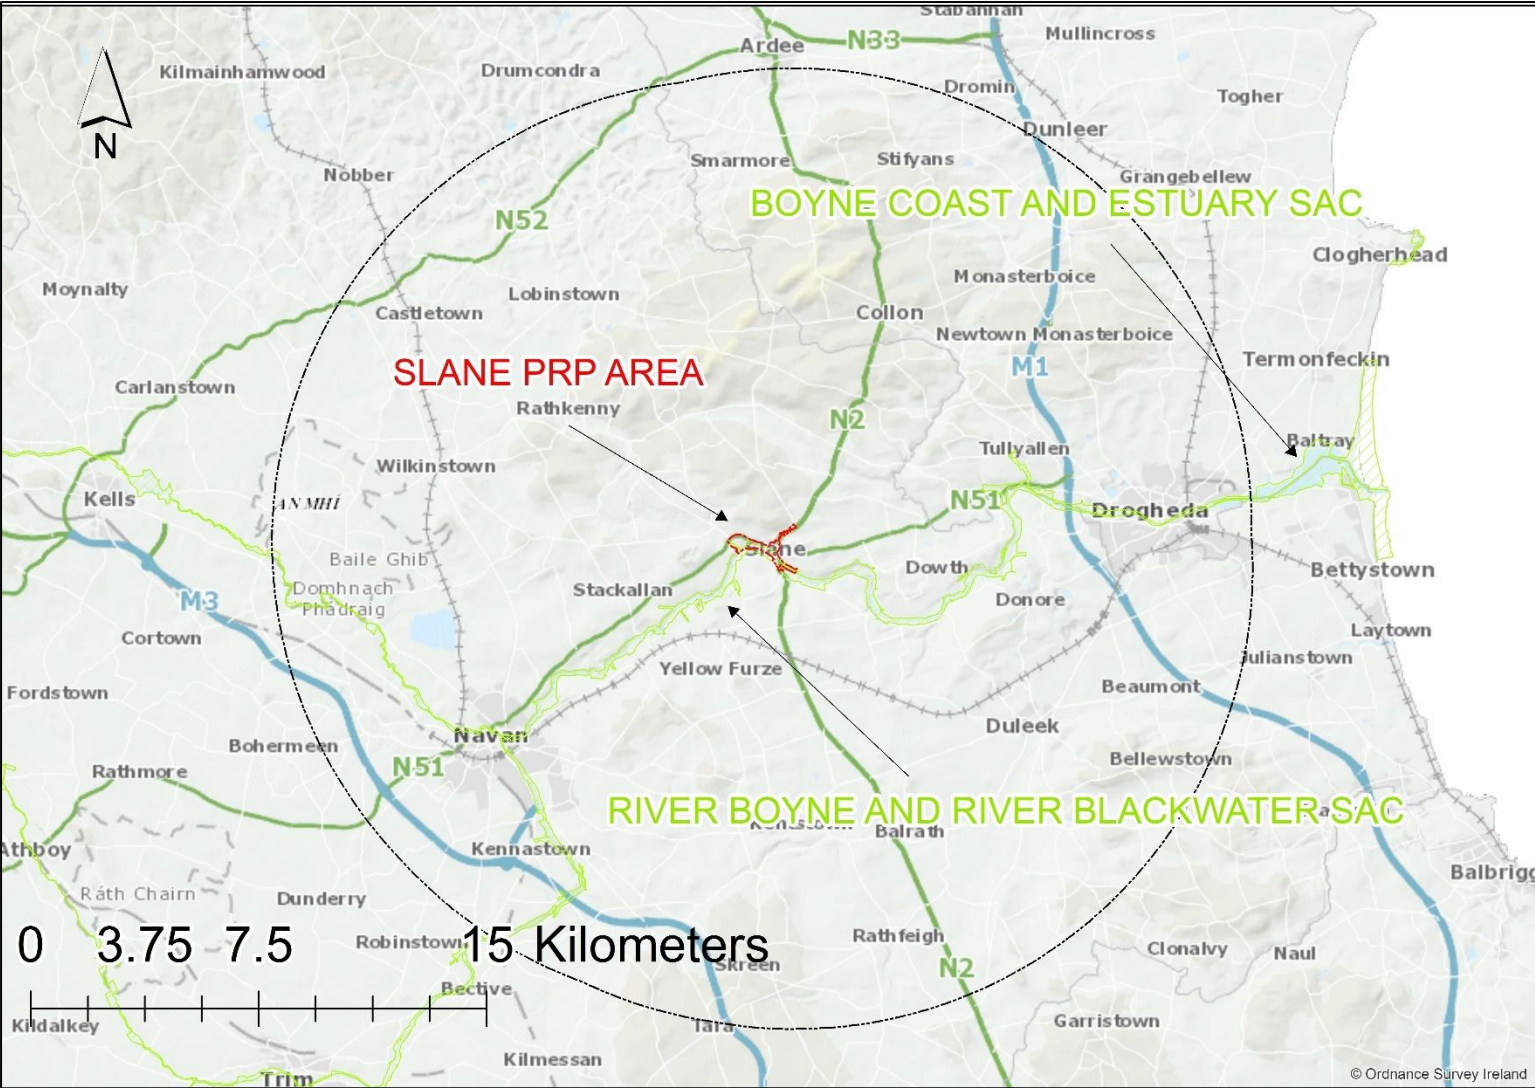 Stabannan
Ardee
N33
Mullincross
Kilmainhamwood
Drumcondra
Dromin
Togher
N
Dunleer
Smarmore
Stifyans
Nobber
Grangebellew
BOYNE COAST AND ESTUARY SAC
N52
Clogherhead
Monasterboice
Moynalty
Lobinstown
Castletown
Collon
Newtown Monasterboice
Termonfeckin
M1
SLANE PRP AREA
Carlanstown
Rathkenny
N2
Baltray
Tullyallen
Wilkinstown
Kells
AN MHÍ
N51
Drogheda
Slane
Baile Ghib
Dowth
Bettystown
Domhnach
Phádraig
Stackallan
M3
Donore
Laytown
Cortown
Julianstown
Yellow Furze
Fordstown
Beaumont
Duleek
Navan
Bohermeen
Bellewstown
N51
Rathmore
RIVER BOYNE AND RIVER BLACKWATER SAC
Balrath
Athboy
Kennastown
Balbrigg
Ráth Chairn
Dunderry
0 3.75 7.5 15 Kilometers
Robinstown
Rathfeigh
Clonalvy
Naul
Skreen
N2
Bective
Kildalkey
Tara
Garristown
Kilmessan
Trim
© Ordnance Survey Ireland